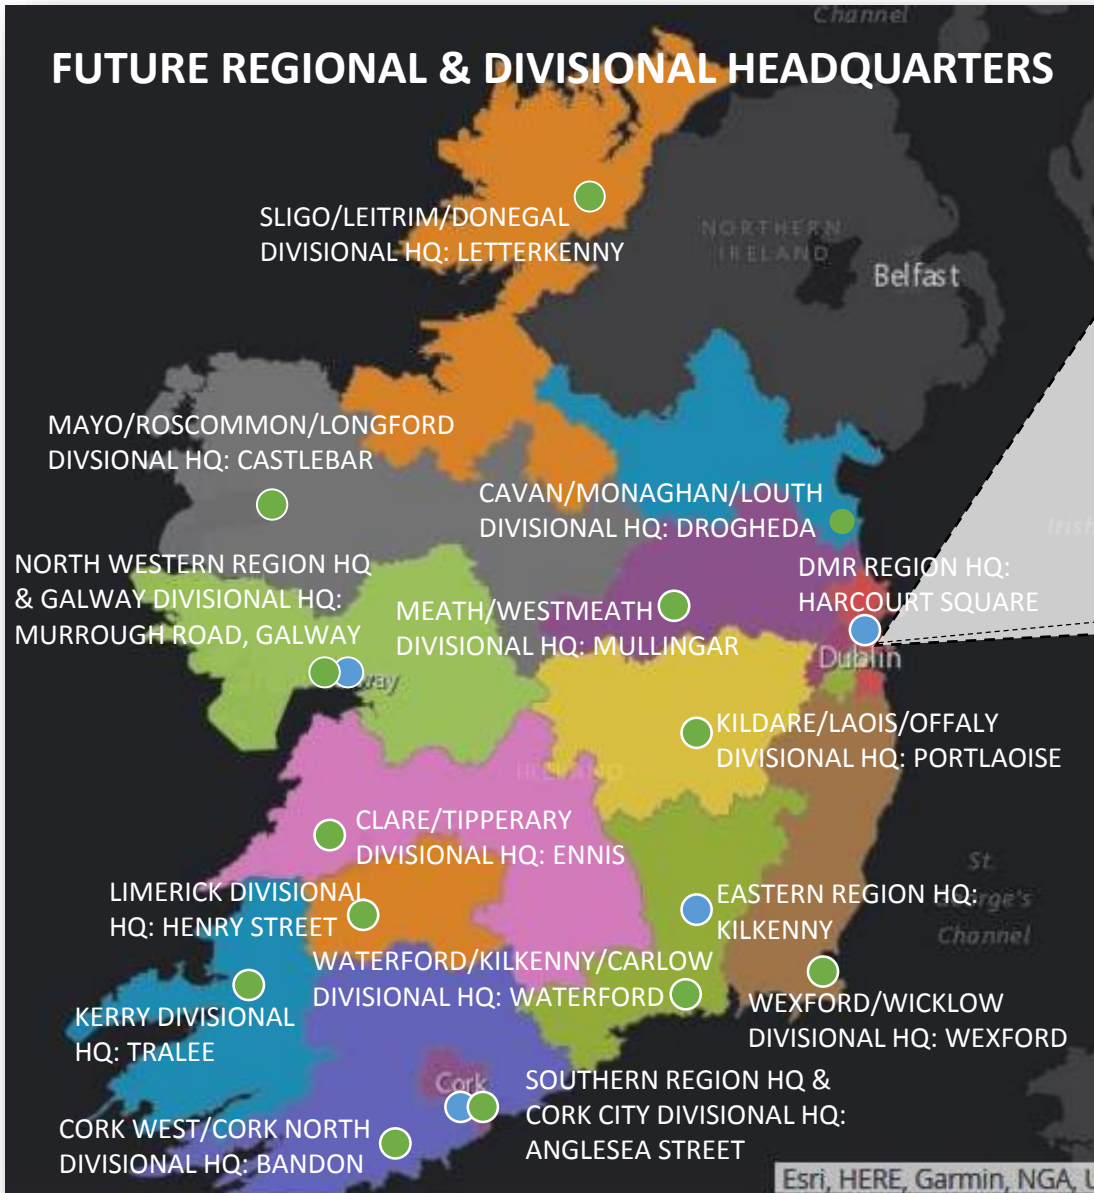 Channel
FUTURE REGIONAL & DIVISIONAL HEADQUARTERS
SLIGO/LEITRIM/DONEGAL
DIVISIONAL HQ: LETTERKENNY
NORTHERN
IRELAND
Belfast
MAYO/ROSCOMMON/LONGFORD
DIVSIONAL HQ: CASTLEBAR
CAVAN/MONAGHAN/LOUTH
DIVISIONAL HQ: DROGHEDA
Irish
NORTH WESTERN REGION HQ
& GALWAY DIVISIONAL HQ:
MURROUGH ROAD, GALWAY
DMR REGION HQ:
HARCOURT SQUARE
MEATH/WESTMEATH
DIVISIONAL HQ: MULLINGAR
Dublin
KILDARE/LAOIS/OFFALY
DIVISIONAL HQ: PORTLAOISE
IRELAND
CLARE/TIPPERARY
DIVISIONAL HQ: ENNIS
LIMERICK DIVISIONAL
HQ: HENRY STREET
EASTERN REGION HQ:
KILKENNY
St.
Channel
WATERFORD/KILKENNY/CARLOW
DIVISIONAL HQ: WATERFORD
WEXFORD/WICKLOW
DIVISIONAL HQ: WEXFORD
KERRY DIVISIONAL
HQ: TRALEE
Cork
SOUTHERN REGION HQ &
CORK CITY DIVISIONAL HQ:
ANGLESEA STREET
CORK WEST/CORK NORTH
DIVISIONAL HQ: BANDON
Esri, HERE, Garmin, NGA,